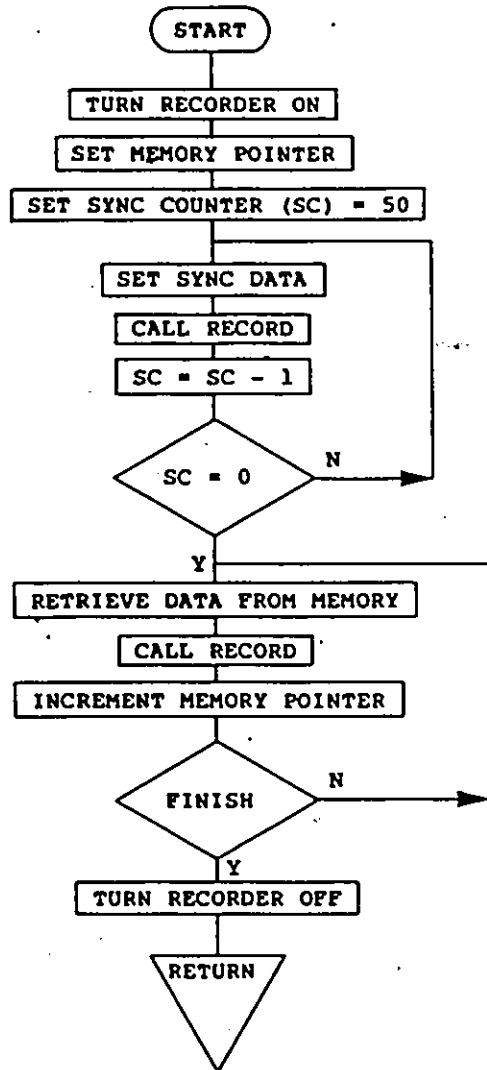 START
TURN RECORDER ON
SET MEMORY POINTER
SET SYNC COUNTER (SC) = 50
SET SYNC DATA
CALL RECORD
SC = SC - 1
SC = 0
N
Y
RETRIEVE DATA FROM MEMORY
CALL RECORD
INCREMENT MEMORY POINTER
FINISH
N
Y
TURN RECORDER OFF
RETURN